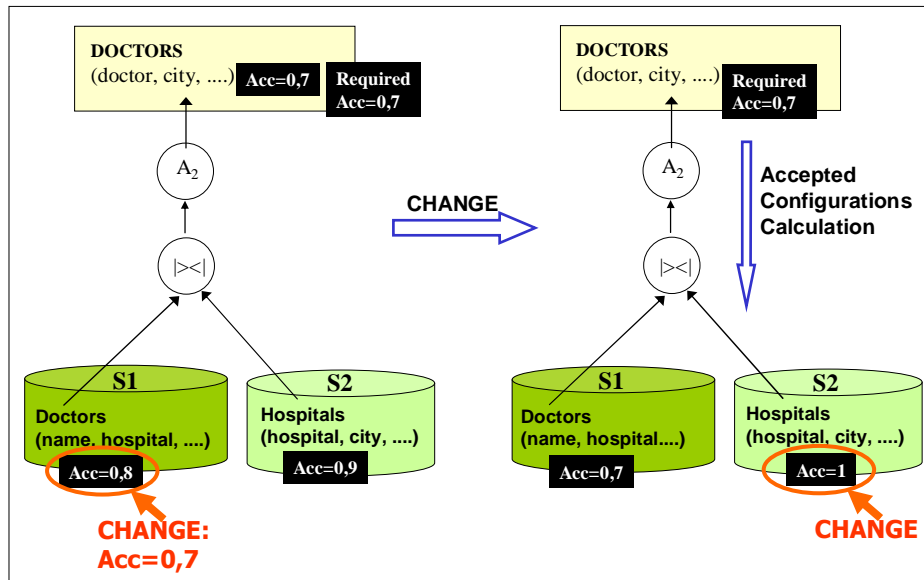 DOCTORS
(doctor, city, ....)
Acc=0,7
Required
Acc=0,7
A2
|><|
S1
Doctors
(name, hospital, ....)
Acc=0,8
CHANGE:
Acc=0,7
S2
Hospitals
(hospital, city, ....)
Acc=0,9
CHANGE
DOCTORS
(doctor, city, ....)
Required
Acc=0,7
A2
|><|
Accepted
Configurations
Calculation
S1
Doctors
(name, hospital....)
Acc=0,7
S2
Hospitals
(hospital, city, ....)
Acc=1
CHANGE